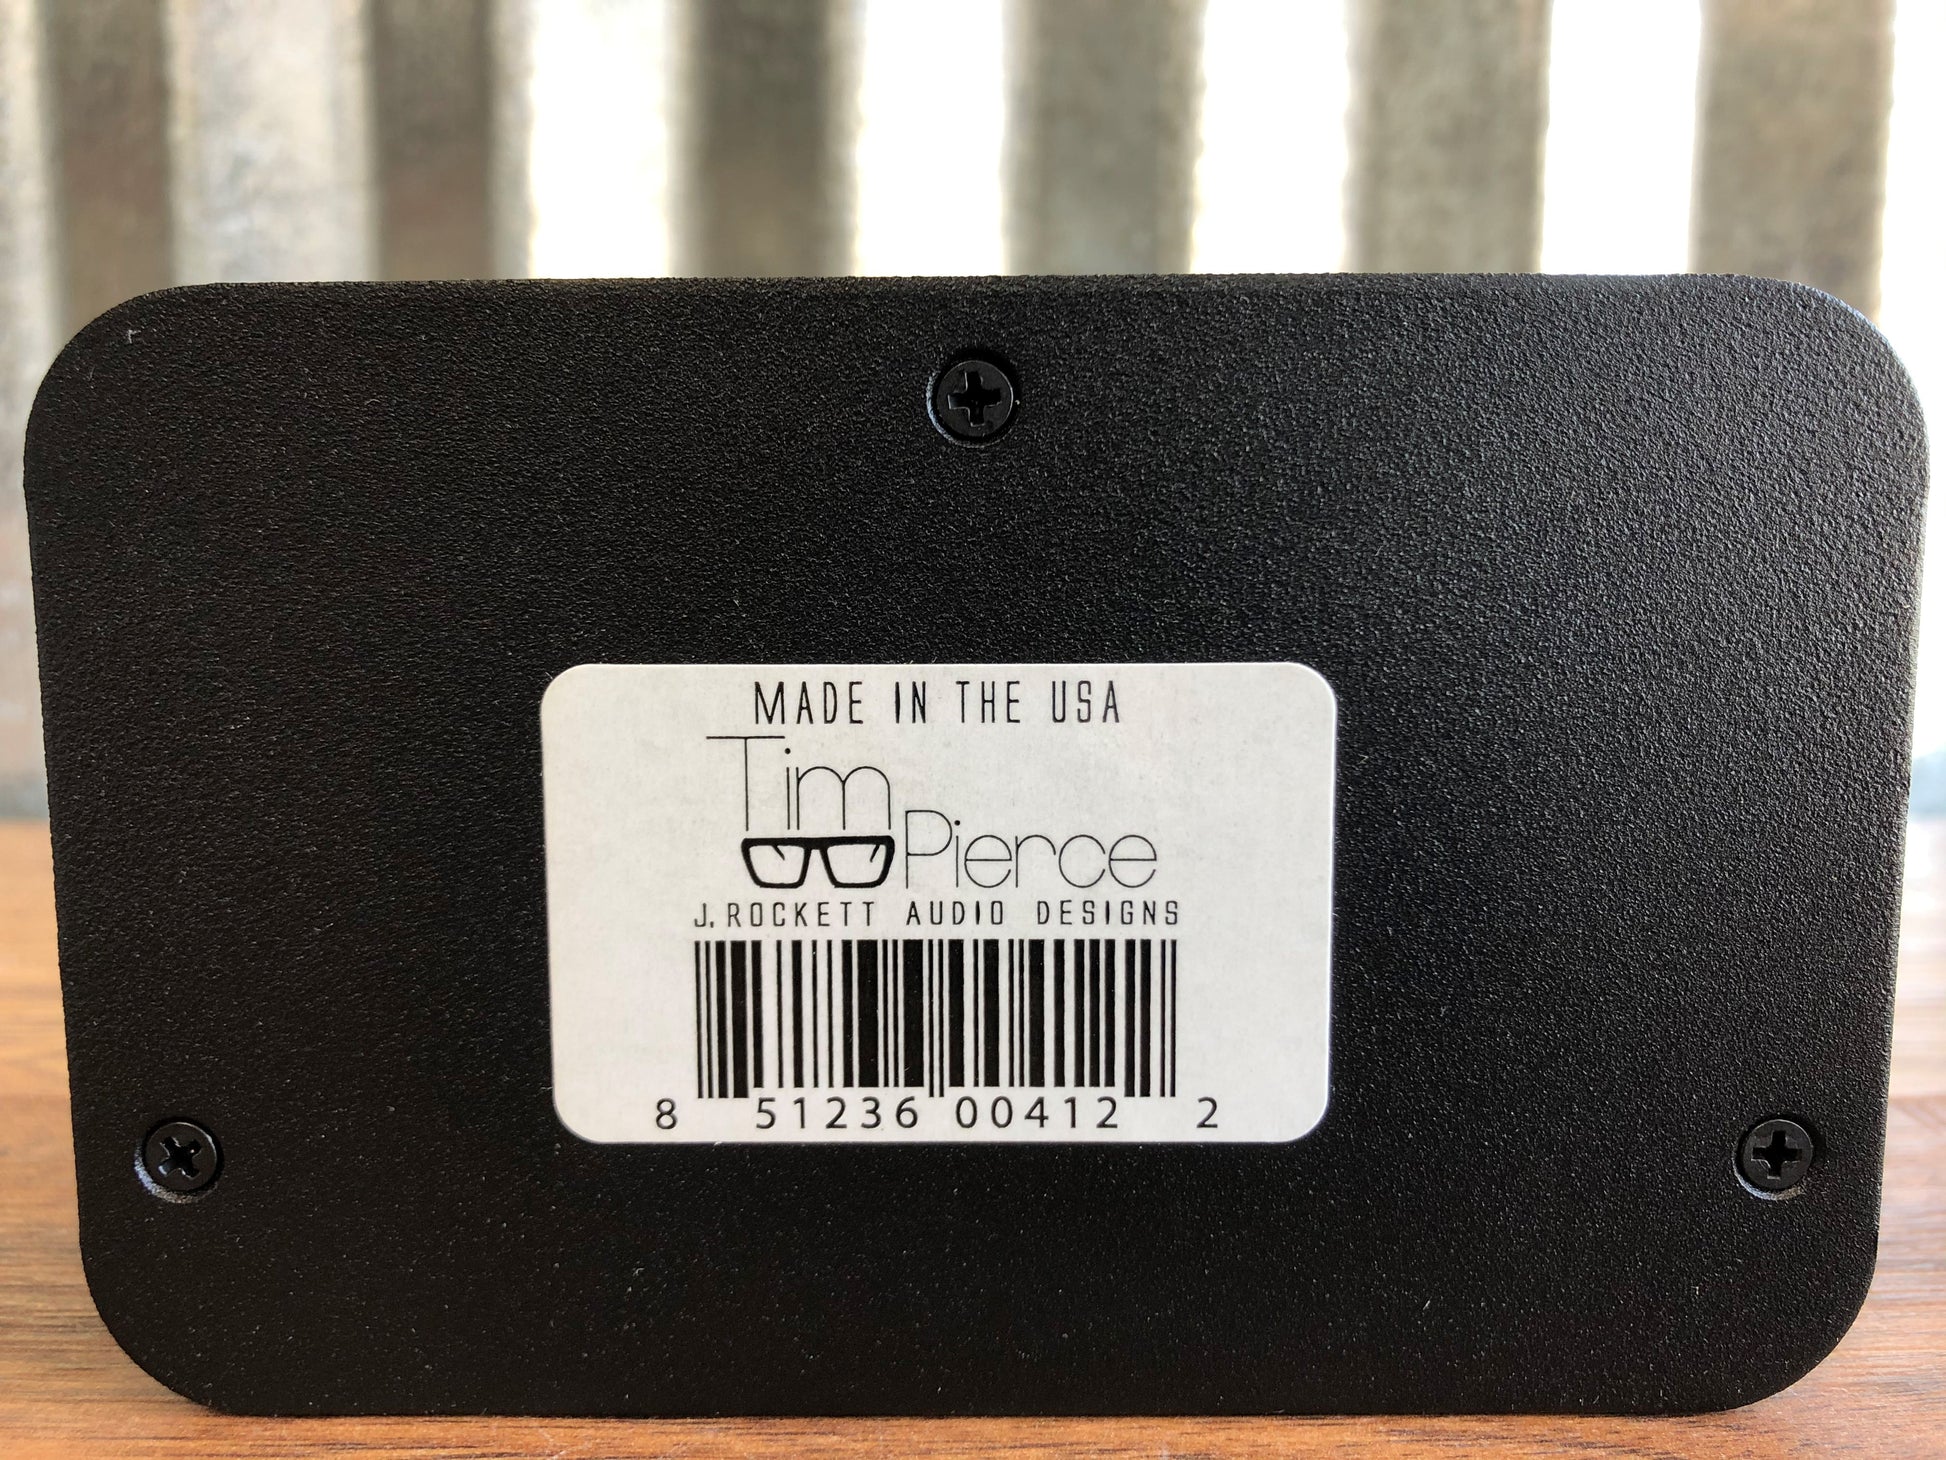 MADE IN THE USA
Tim
Pierce
J. ROCKETT AUDIO DESIGNS
8 51236 00412 2